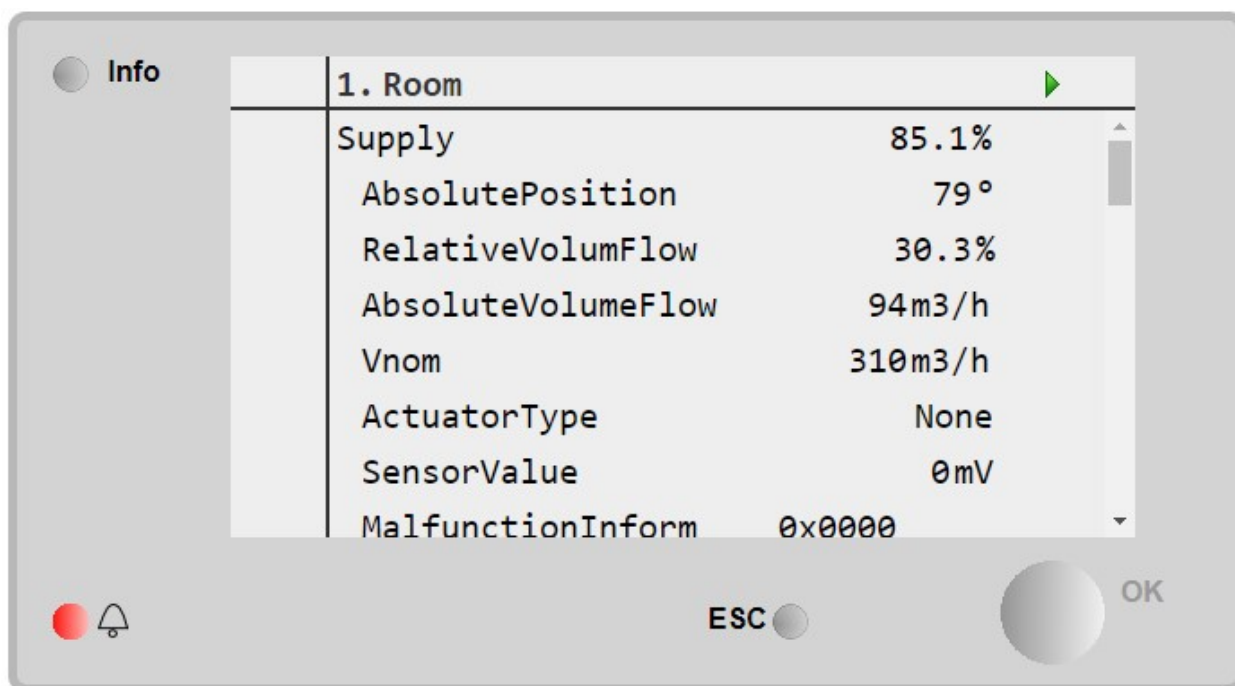 Info
1. Room
Supply 85.1%
AbsolutePosition 79°
RelativeVolumFlow 30.3%
AbsoluteVolumeFlow 94m3/h
Vnom 310m3/h
ActuatorType None
SensorValue 0mV
MalfunctionInform 0x0000
ESC
OK